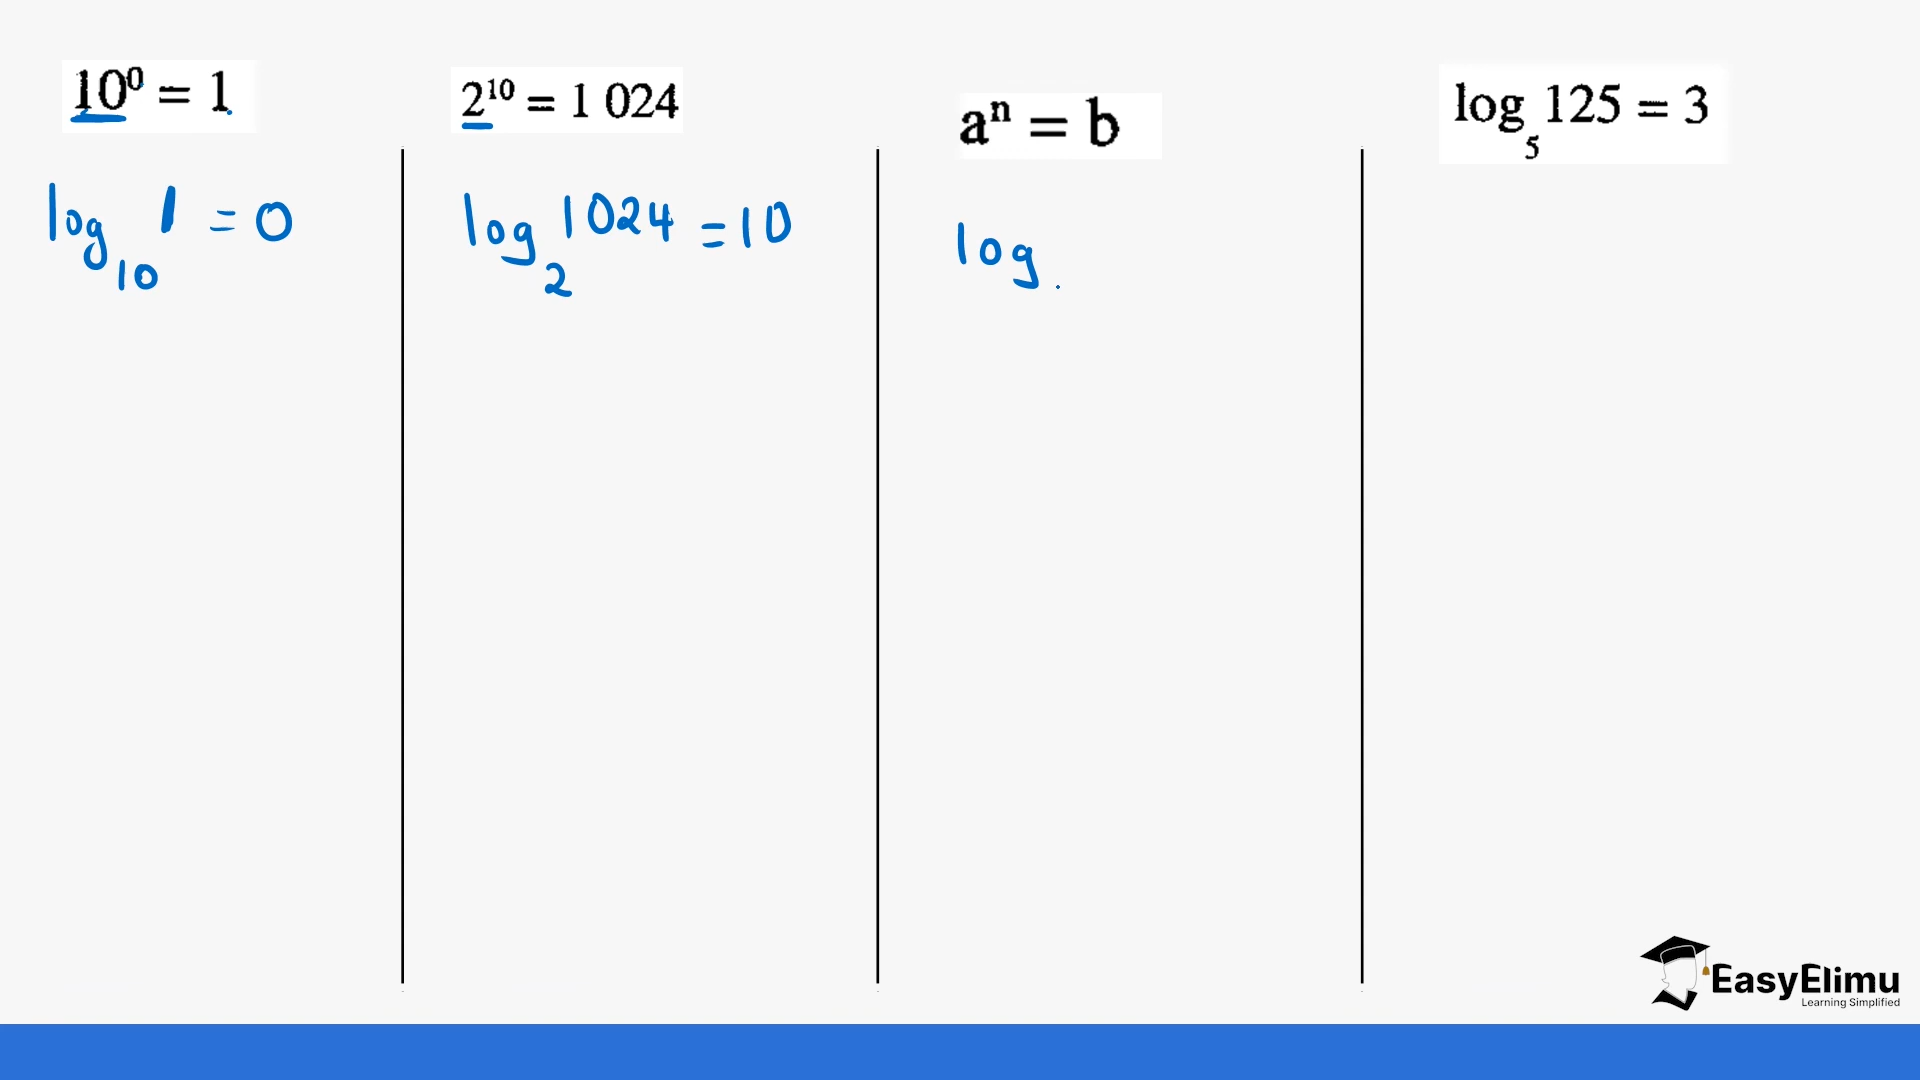 10⁰ = 1
log₁₀ 1 = 0
2¹⁰ = 1 024
log₂ 1024 = 10
aⁿ = b
log
log₅ 125 = 3
EasyElimu
Learning Simplified